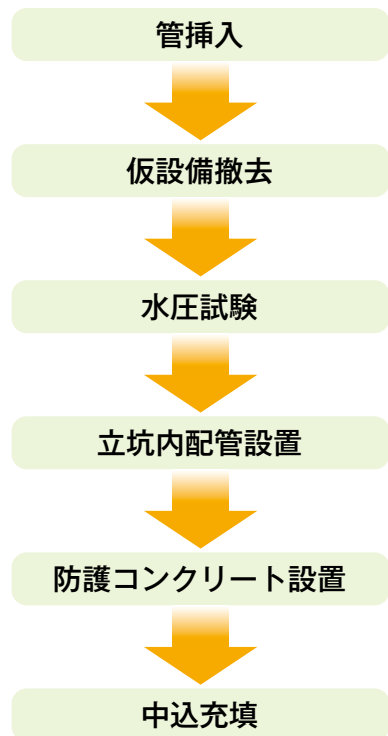 管挿入
仮設備撤去
水圧試験
立坑内配管設置
防護コンクリート設置
中込充填